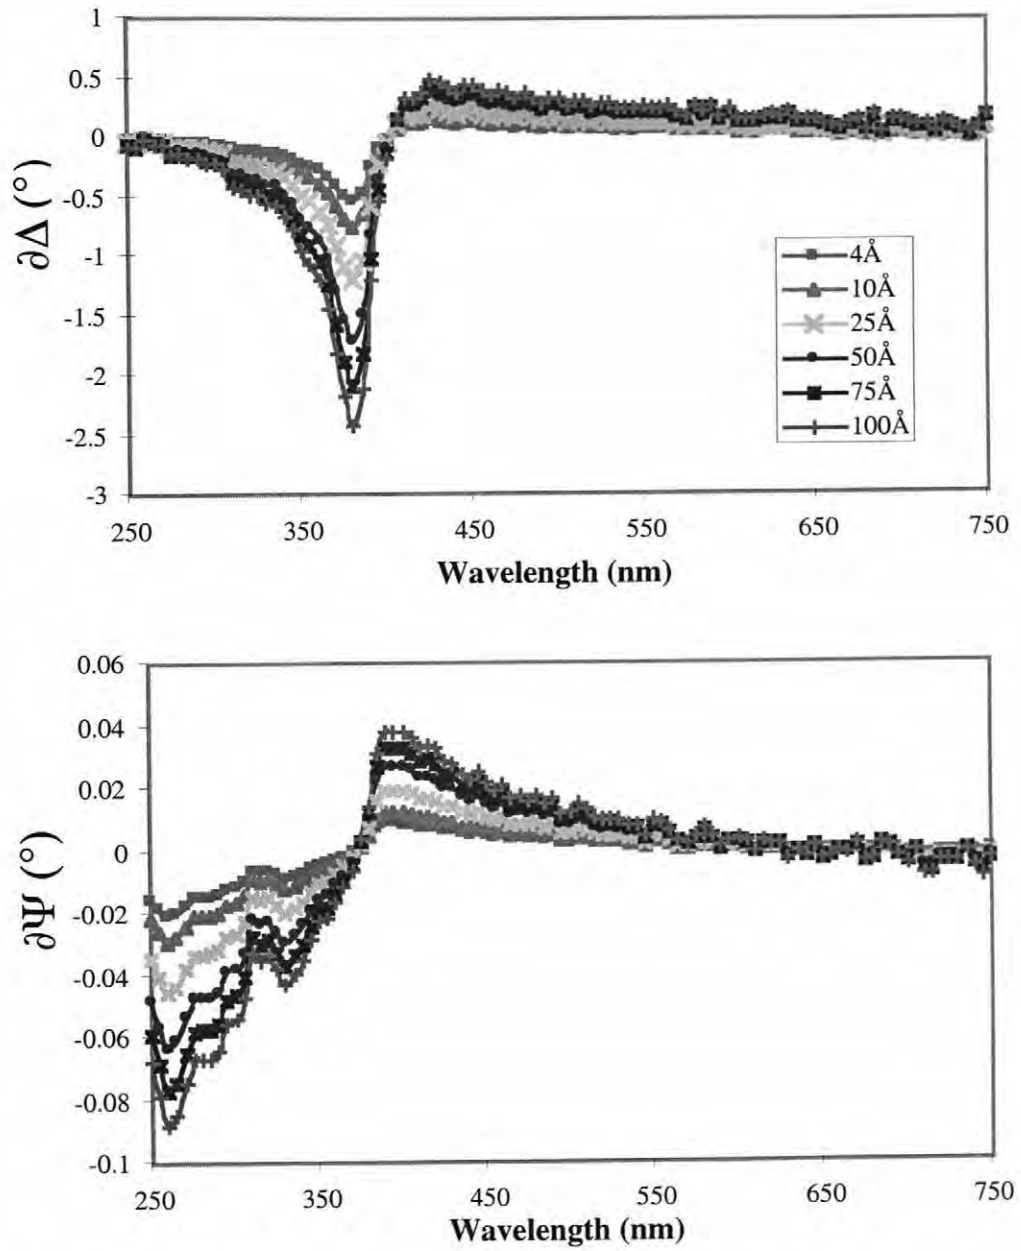 1
0.5
0
-0.5
-1
-1.5
-2
-2.5
-3
∂Δ (°)
4Å
10Å
25Å
50Å
75Å
100Å
250 350 450 550 650 750
Wavelength (nm)
0.06
0.04
0.02
0
-0.02
-0.04
-0.06
-0.08
-0.1
∂Ψ (°)
250 350 450 550 650 750
Wavelength (nm)